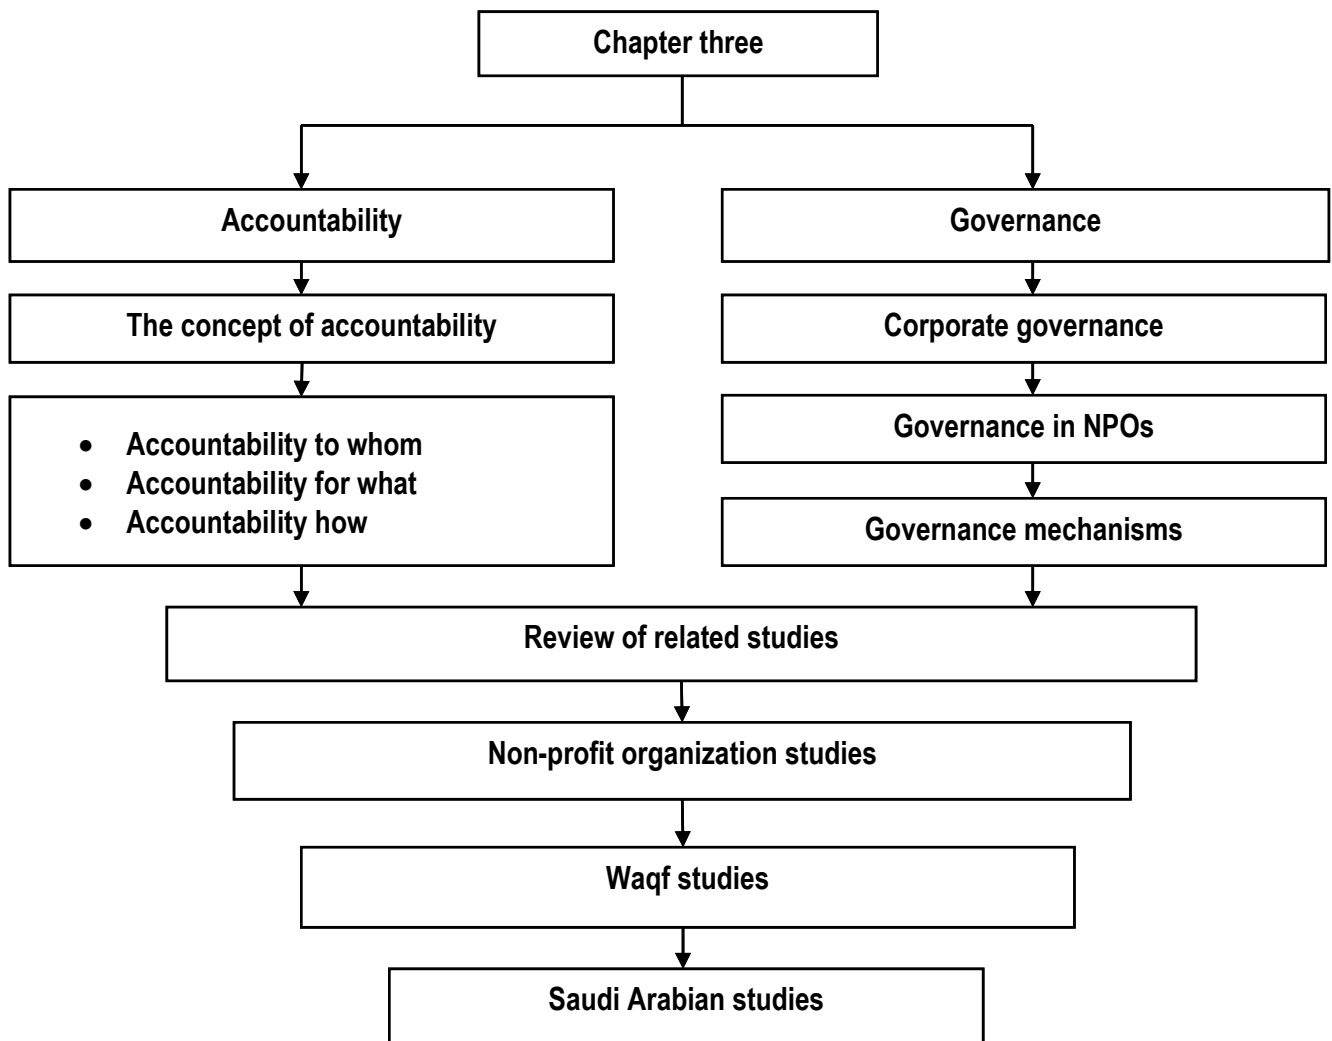 Chapter three
Accountability
Governance
The concept of accountability
Corporate governance
• Accountability to whom
• Accountability for what
• Accountability how
Governance in NPOs
Governance mechanisms
Review of related studies
Non-profit organization studies
Waqf studies
Saudi Arabian studies